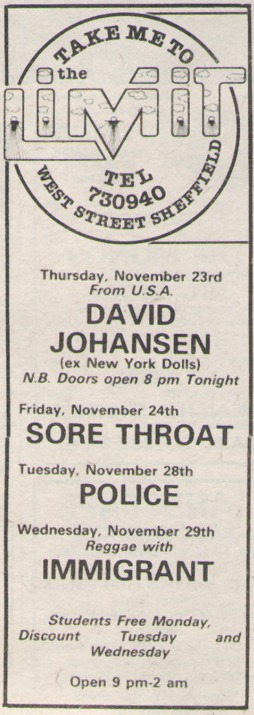 TAKE ME TO
the
LiMiT
TEL
730940
WEST STREET SHEFFIELD
Thursday, November 23rd
From U.S.A.
DAVID
JOHANSEN
(ex New York Dolls)
N.B. Doors open 8 pm Tonight
Friday, November 24th
SORE THROAT
Tuesday, November 28th
POLICE
Wednesday, November 29th
Reggae with
IMMIGRANT
Students Free Monday,
Discount Tuesday and
Wednesday
Open 9 pm-2 am